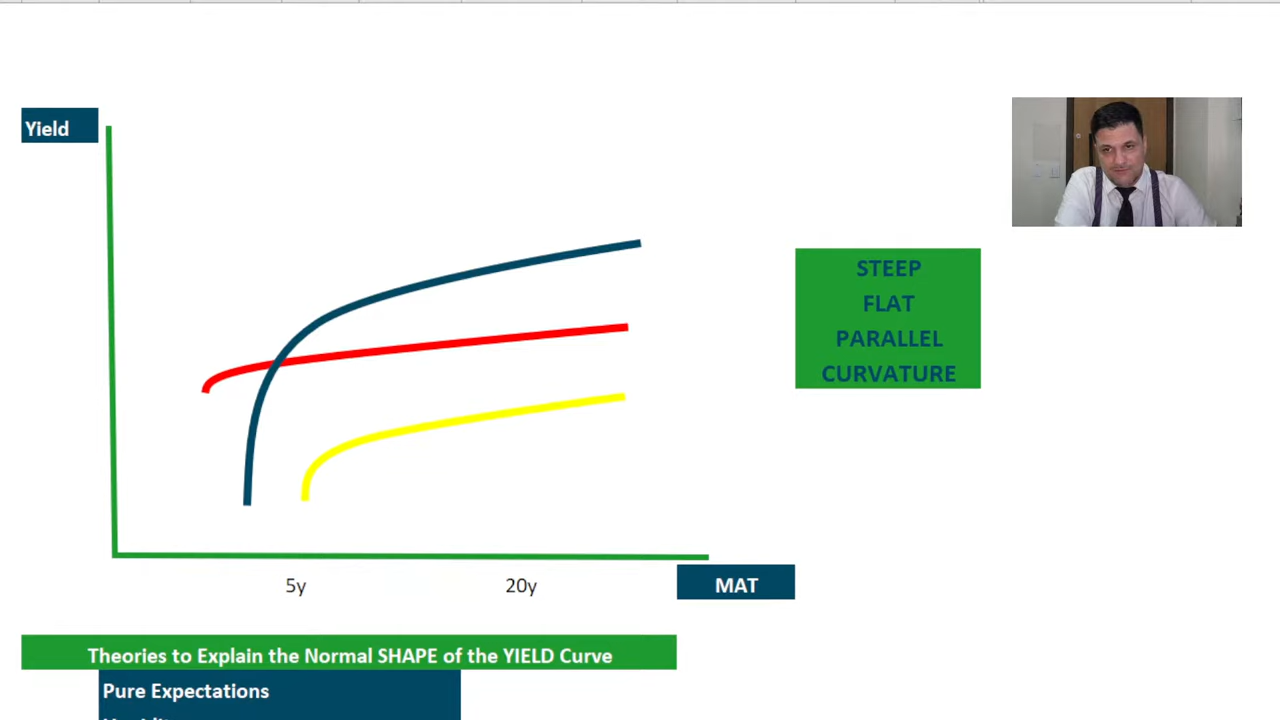 Yield
STEEP
FLAT
PARALLEL
CURVATURE
5y
20y
MAT
Theories to Explain the Normal SHAPE of the YIELD Curve
Pure Expectations